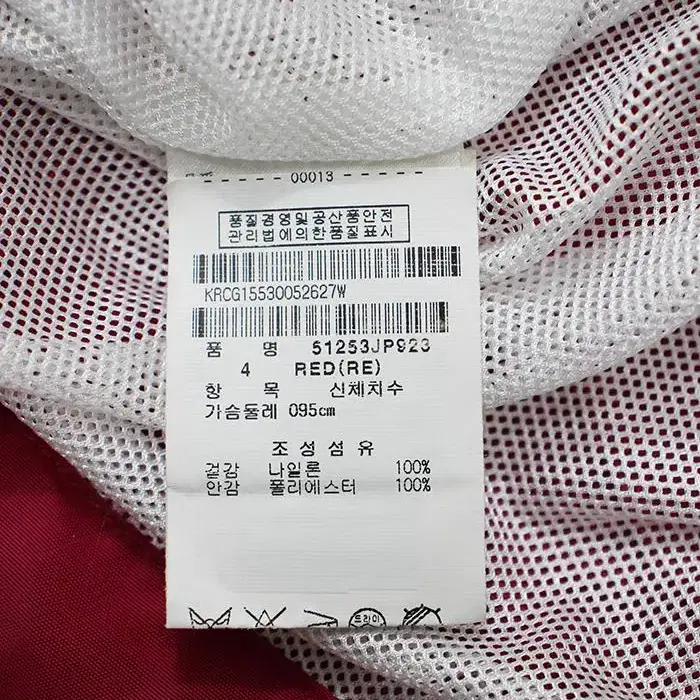 - - - - - 00013 - - - - -
품질경영및공산품안전
관리법에의한품질표시
KRCG15530052627W
품 명 51253JP923
4 RED(RE)
항 목 신체치수
가슴둘레 095cm
조성섬유
겉감 나일론 100%
안감 폴리에스터 100%
드라이